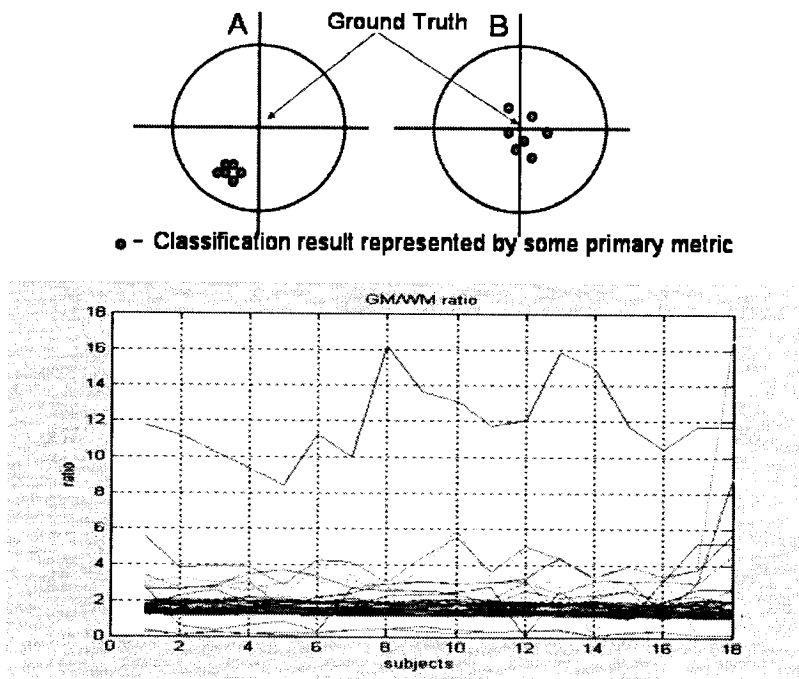 A Ground Truth B
- Classification result represented by some primary metric
GM/WM ratio
18
16
14
12
10
8
6
4
2
0
ratio
0 2 4 6 8 10 12 14 16 18
subjects